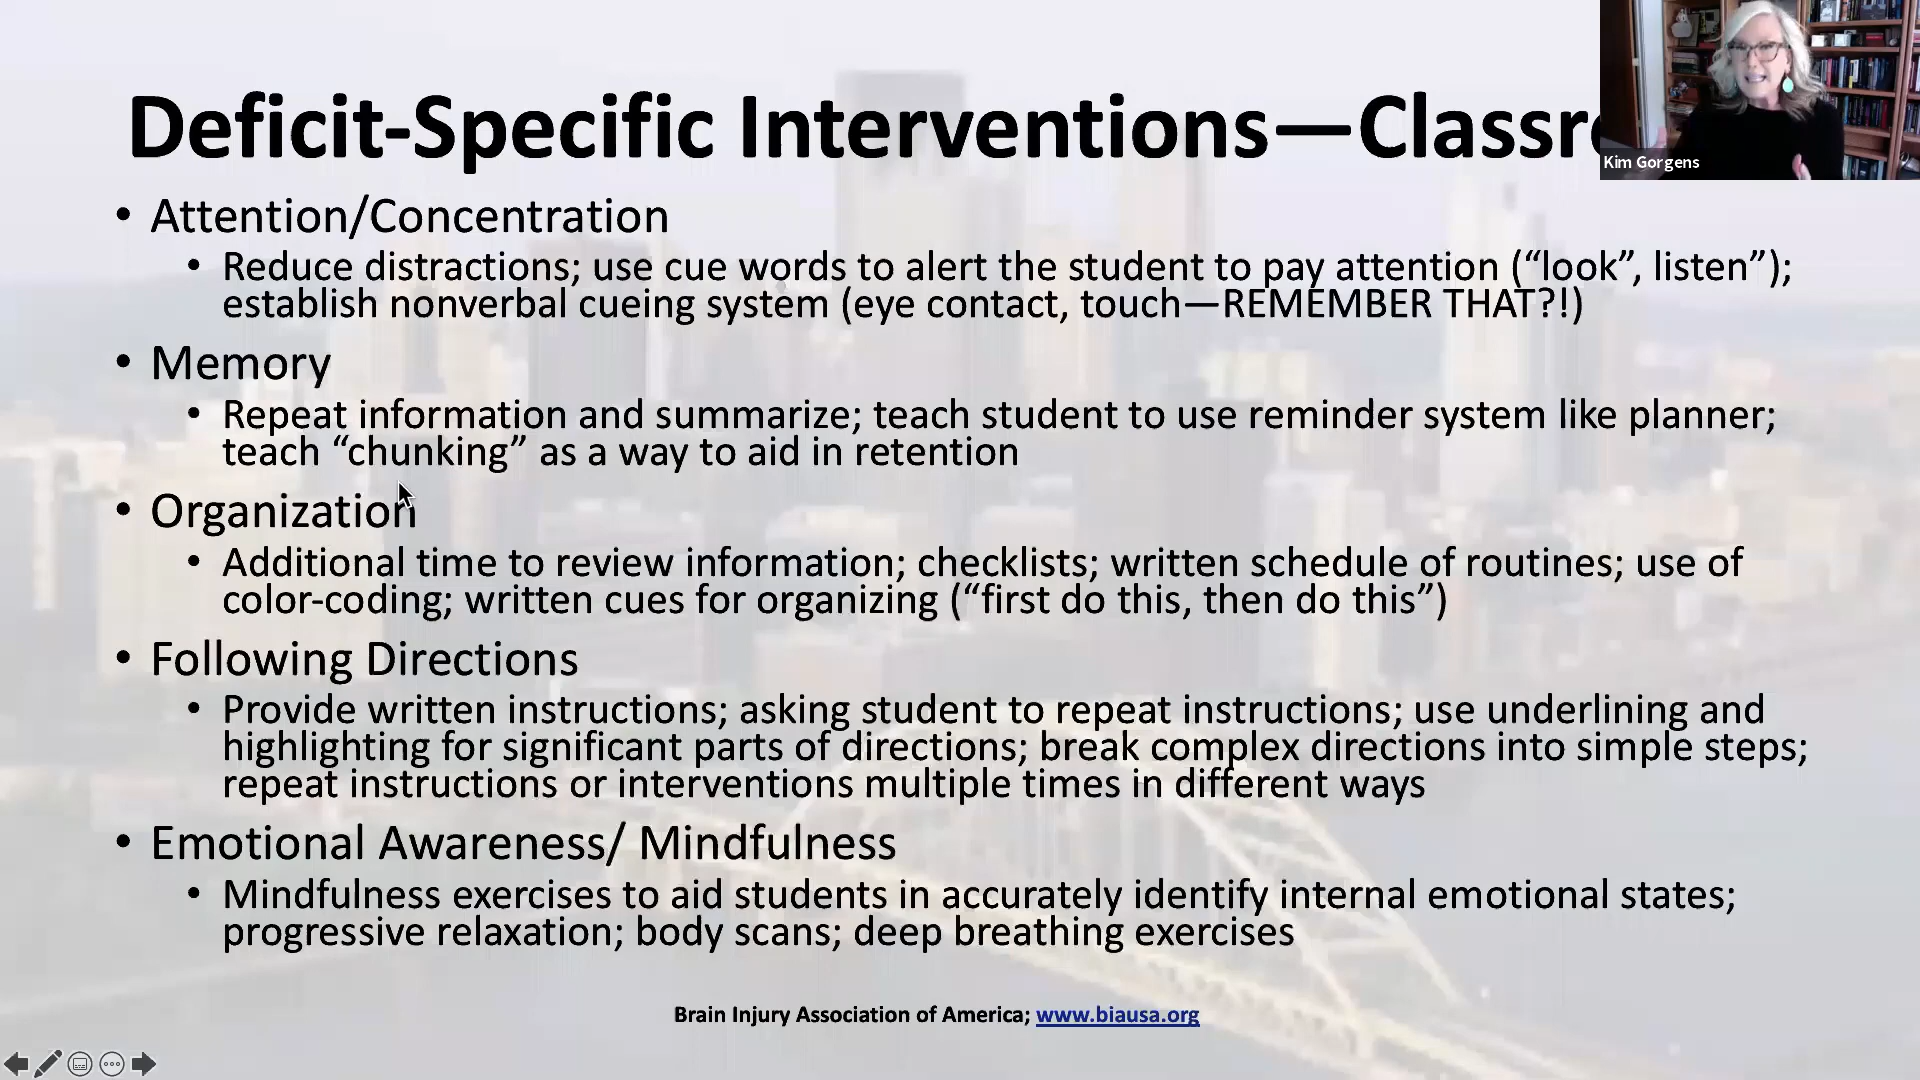 Deficit-Specific Interventions—Classr
Kim Gorgens
• Attention/Concentration
• Reduce distractions; use cue words to alert the student to pay attention (“look”, listen”);
establish nonverbal cueing system (eye contact, touch—REMEMBER THAT?!)
• Memory
• Repeat information and summarize; teach student to use reminder system like planner;
teach “chunking” as a way to aid in retention
• Organization
• Additional time to review information; checklists; written schedule of routines; use of
color-coding; written cues for organizing (“first do this, then do this”)
• Following Directions
• Provide written instructions; asking student to repeat instructions; use underlining and
highlighting for significant parts of directions; break complex directions into simple steps;
repeat instructions or interventions multiple times in different ways
• Emotional Awareness/ Mindfulness
• Mindfulness exercises to aid students in accurately identify internal emotional states;
progressive relaxation; body scans; deep breathing exercises
Brain Injury Association of America; www.biausa.org